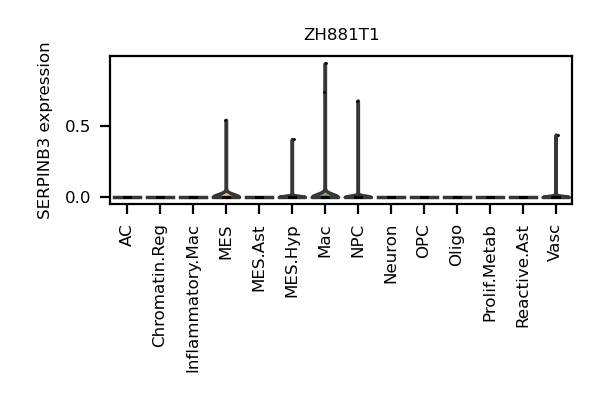 ZH881T1
SERPINB3 expression
0.5
0.0
AC
Chromatin.Reg
Inflammatory.Mac
MES
MES.Ast
MES.Hyp
Mac
NPC
Neuron
OPC
Oligo
Prolif.Metab
Reactive.Ast
Vasc